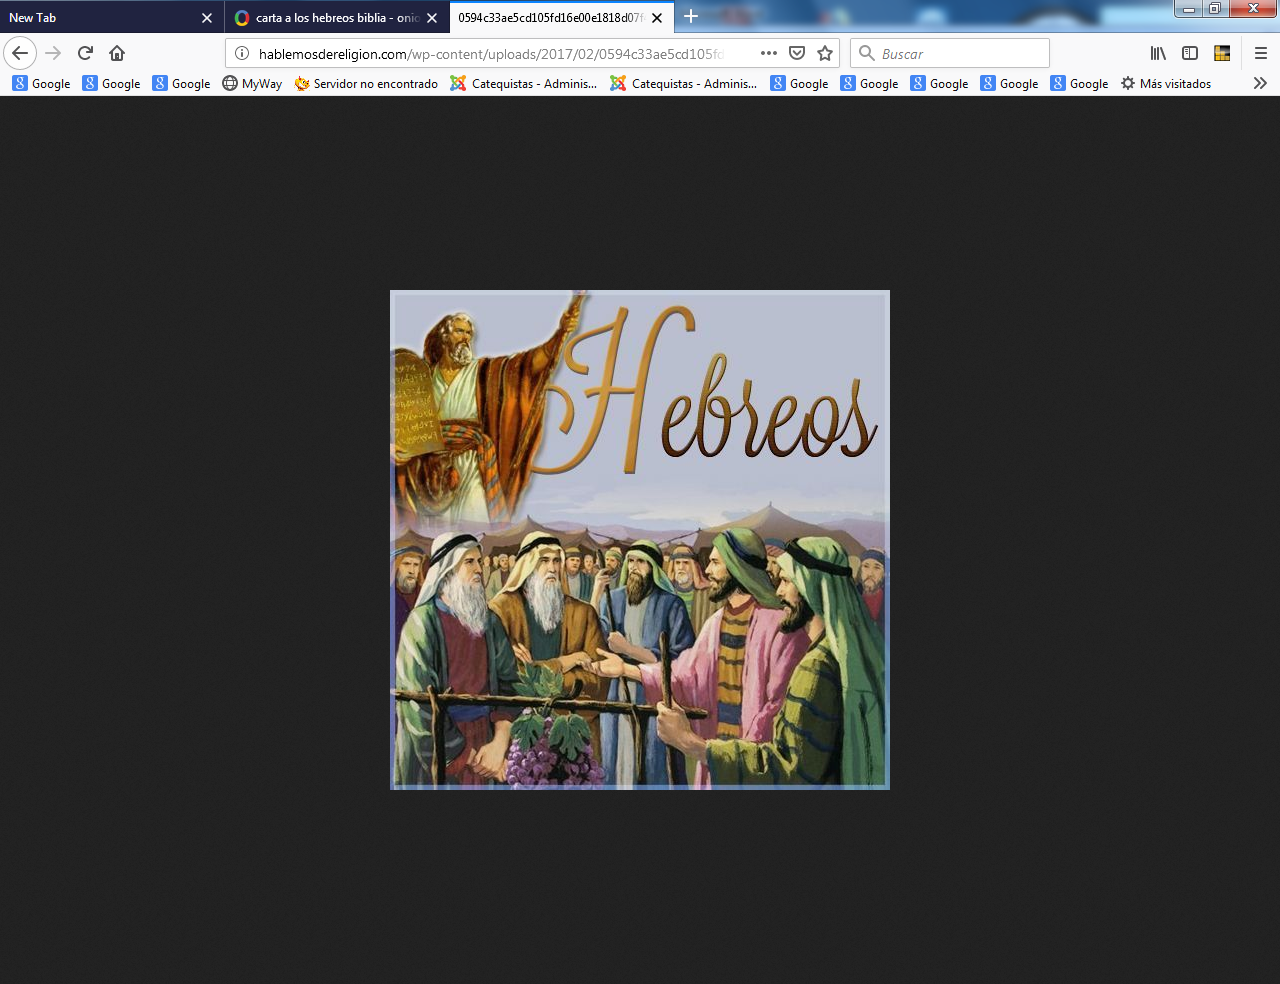 New Tab
carta a los hebreos biblia - onic
0594c33ae5cd105fd16e00e1818d07f
hablemosdereligion.com/wp-content/uploads/2017/02/0594c33ae5cd105fd
Buscar
Google
Google
Google
MyWay
Servidor no encontrado
Catequistas - Adminis...
Catequistas - Adminis...
Google
Google
Google
Google
Google
Más visitados
Hebreos